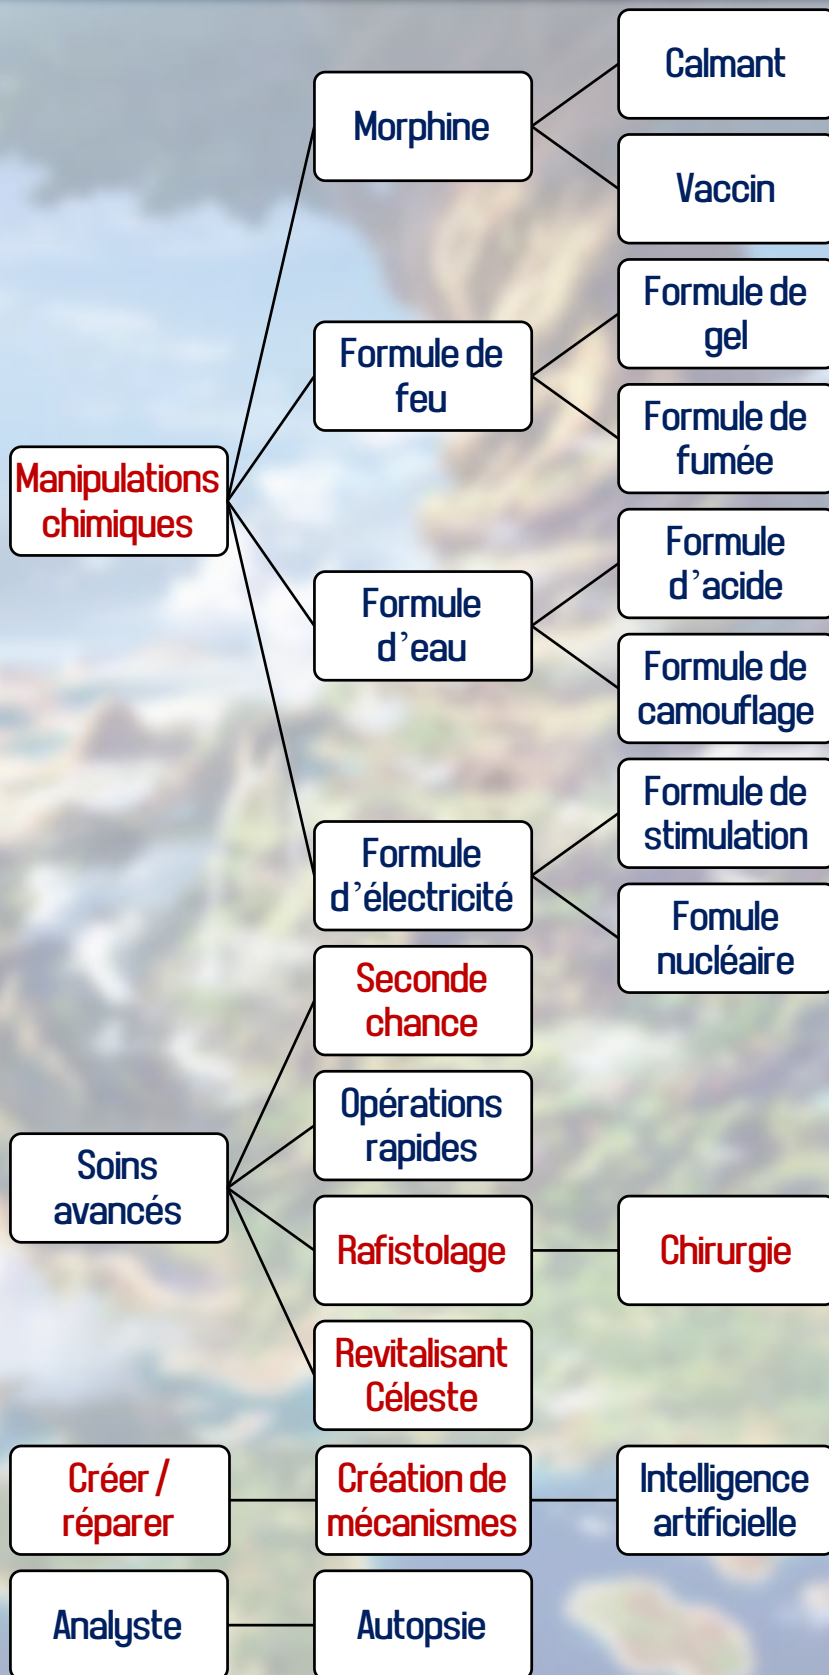 Calmant
Morphine
Vaccin
Formule de
gel
Formule de
feu
Formule de
fumée
Manipulations
chimiques
Formule
d’acide
Formule
d’eau
Formule de
camouflage
Formule de
stimulation
Formule
d’électricité
Fomule
nucléaire
Seconde
chance
Opérations
rapides
Soins
avancés
Rafistolage
Chirurgie
Revitalisant
Céleste
Créer /
réparer
Création de
mécanismes
Intelligence
artificielle
Analyste
Autopsie